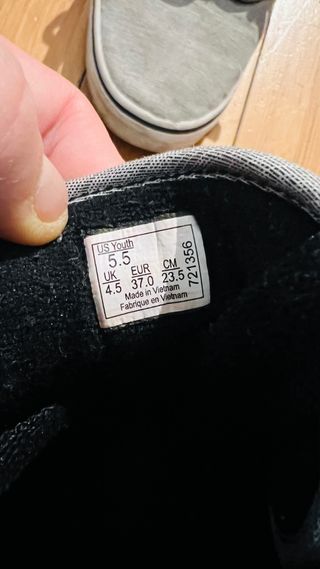 US Youth
5.5
UK EUR CM
4.5 37.0 23.5
Made in Vietnam
Fabrique en Vietnam
721356